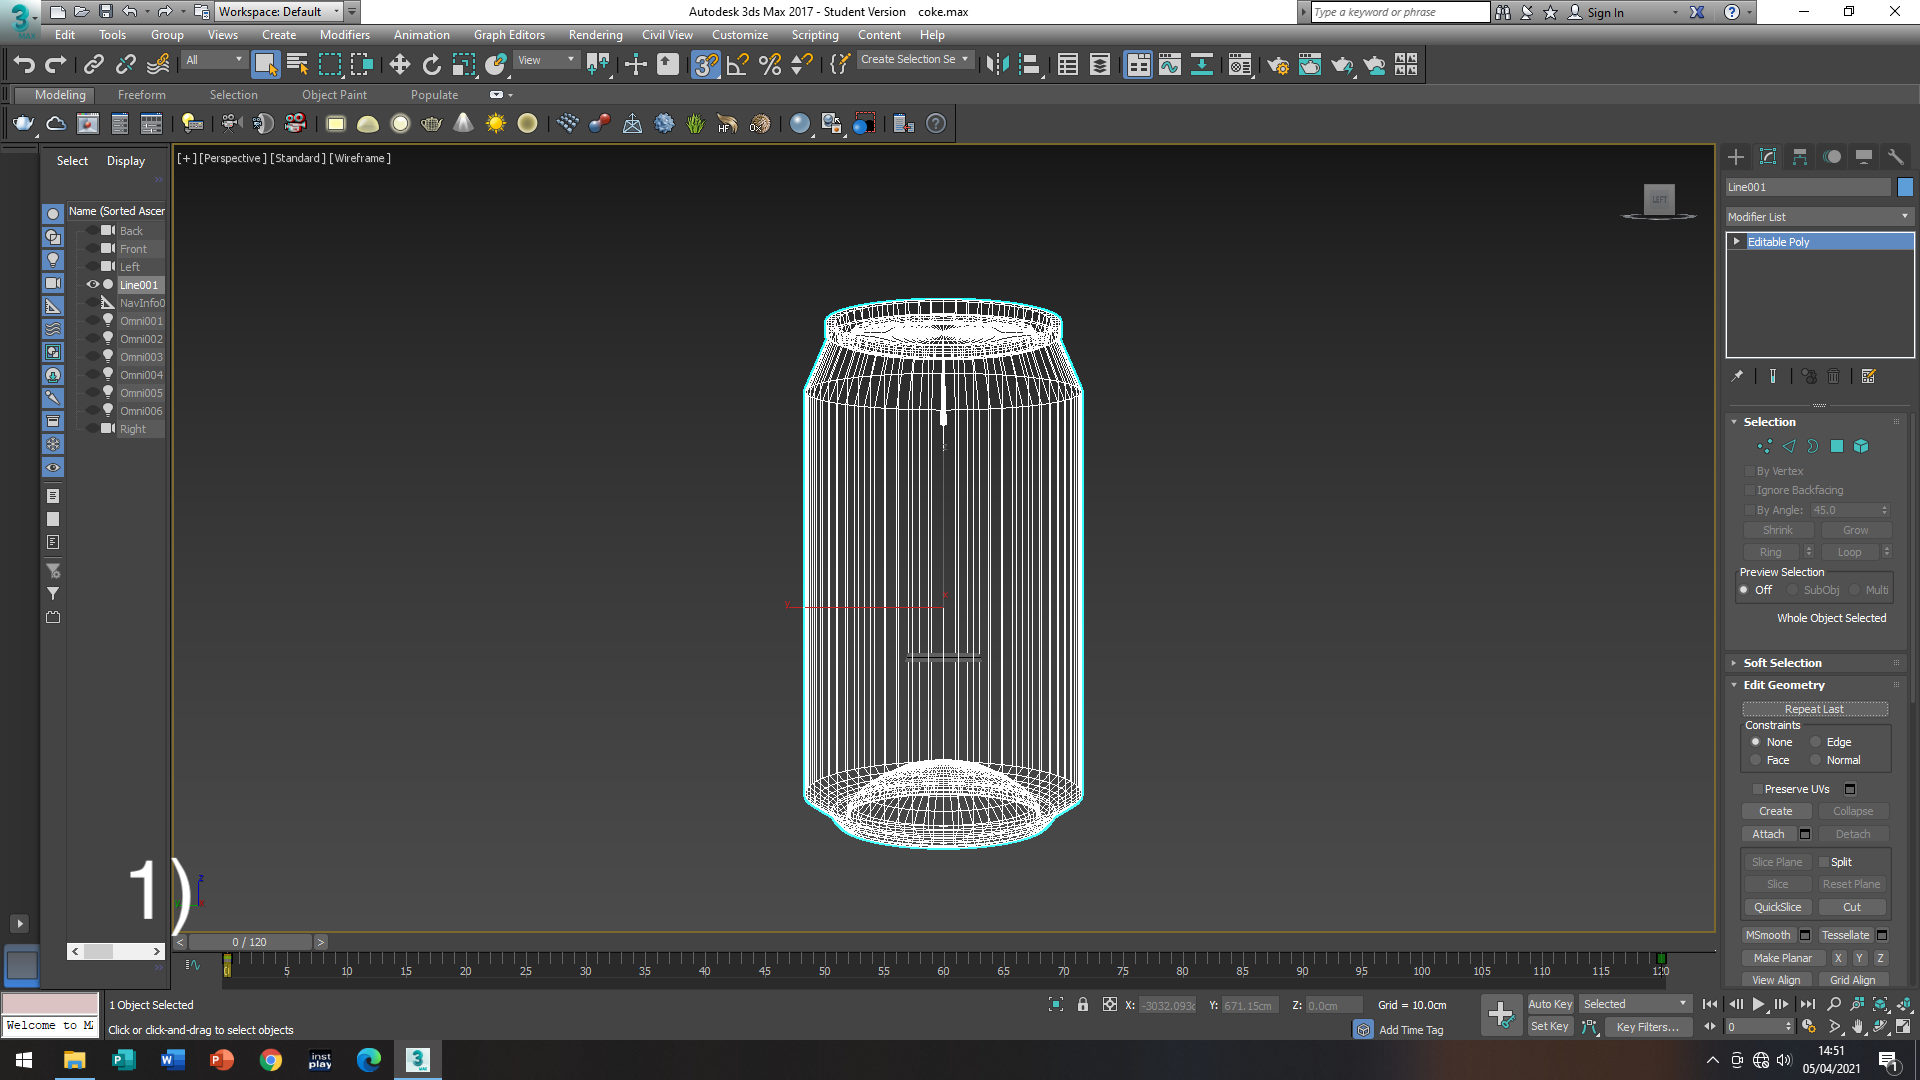 Workspace: Default
Autodesk 3ds Max 2017 - Student Version coke.max
Type a keyword or phrase
Sign In
3
MAX
Edit Tools Group Views Create Modifiers Animation Graph Editors Rendering Civil View Customize Scripting Content Help
All
View
Create Selection Se
Modeling Freeform Selection Object Paint Populate
Select Display
[+] [Perspective] [Standard] [Wireframe]
LEFT
Name (Sorted Ascer
Back
Front
Left
Line001
NavInfo0
Omni001
Omni002
Omni003
Omni004
Omni005
Omni006
Right
z
y
x
1)
z
Line001
Modifier List
Editable Poly
Selection
By Vertex
Ignore Backfacing
By Angle: 45.0
Shrink Grow
Ring Loop
Preview Selection
Off SubObj Multi
Whole Object Selected
Soft Selection
Edit Geometry
Repeat Last
Constraints
None Edge
Face Normal
Preserve UVs
Create Collapse
Attach Detach
Slice Plane Split
Slice Reset Plane
QuickSlice Cut
MSmooth Tessellate
Make Planar X Y Z
View Align Grid Align
< 0 / 120 >
0 5 10 15 20 25 30 35 40 45 50 55 60 65 70 75 80 85 90 95 100 105 110 115 120
1 Object Selected
Click or click-and-drag to select objects
Welcome to M
X: -3032.093c Y: 671.15cm Z: 0.0cm Grid = 10.0cm
Add Time Tag
Auto Key Selected
Set Key Key Filters...
0
inst
play
14:51
05/04/2021
1